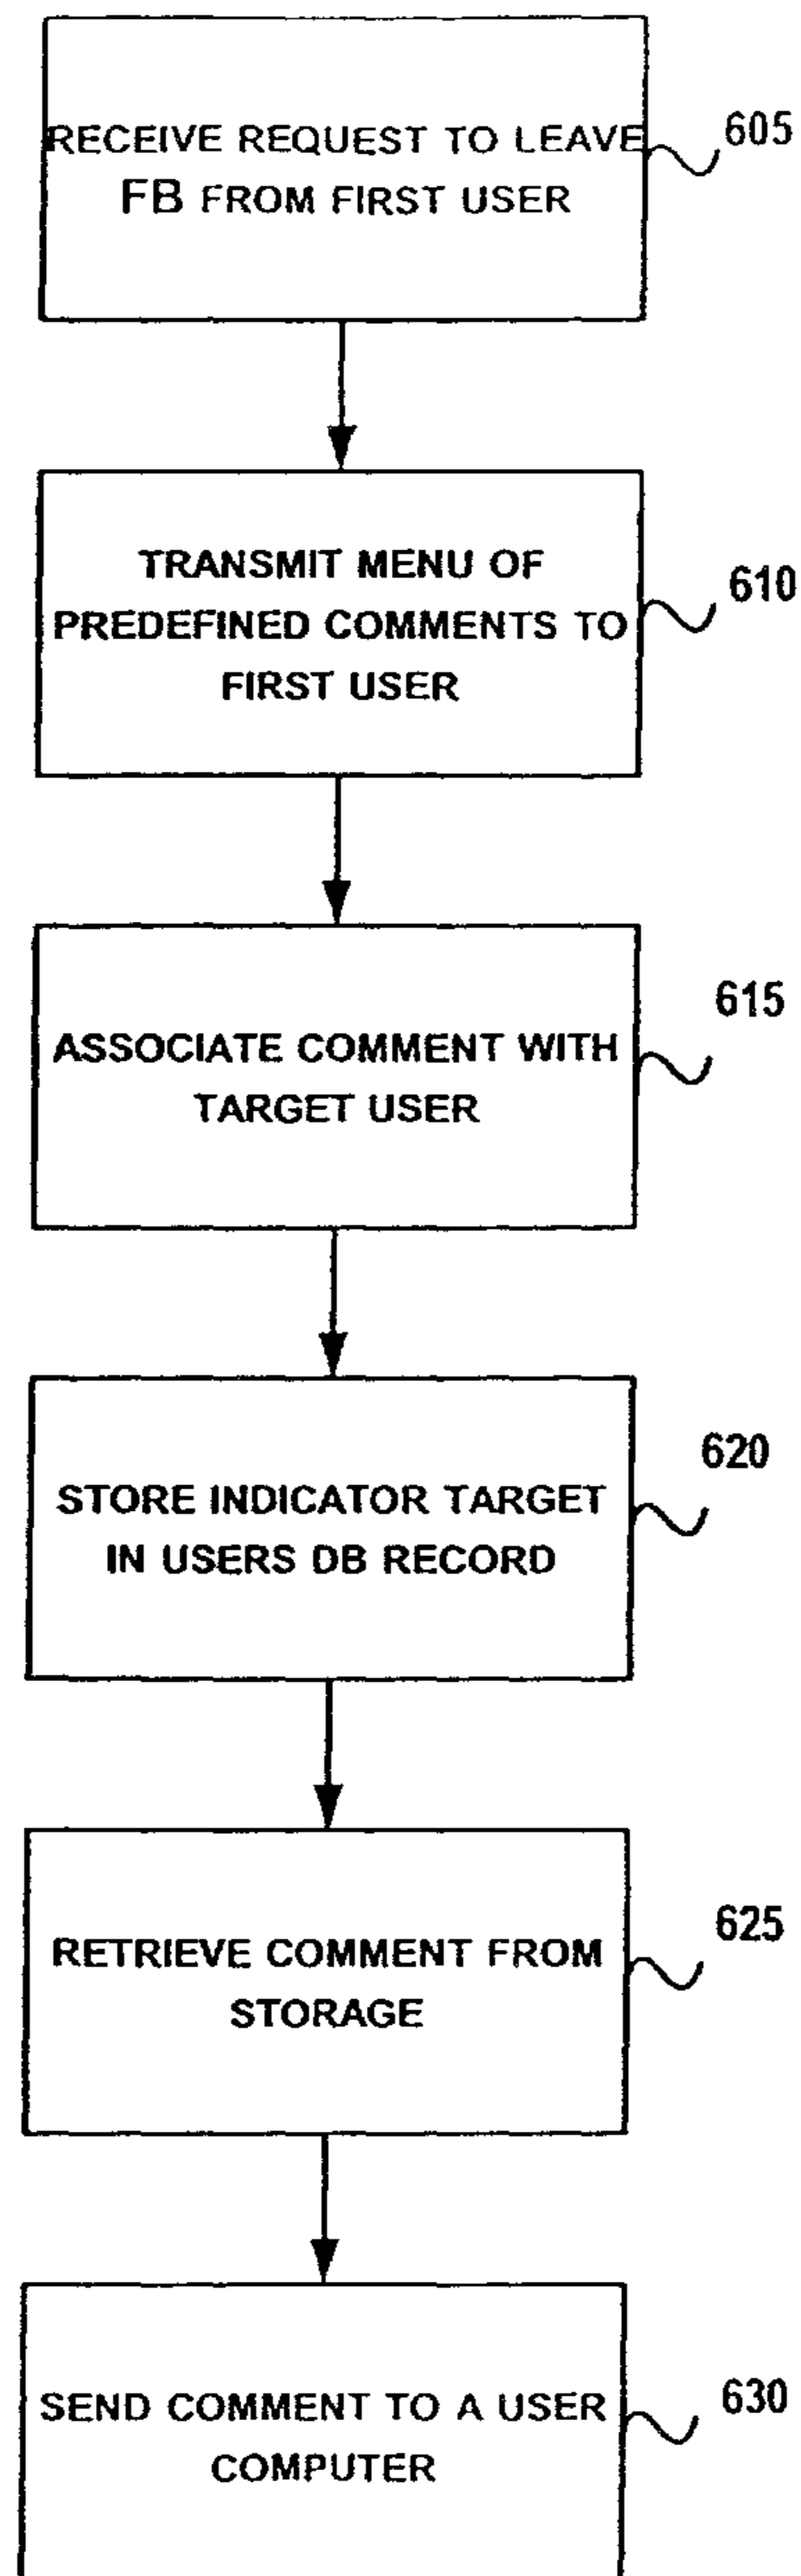 RECEIVE REQUEST TO LEAVE
FB FROM FIRST USER
605
TRANSMIT MENU OF
PREDEFINED COMMENTS TO
FIRST USER
610
ASSOCIATE COMMENT WITH
TARGET USER
615
STORE INDICATOR TARGET
IN USERS DB RECORD
620
RETRIEVE COMMENT FROM
STORAGE
625
SEND COMMENT TO A USER
COMPUTER
630